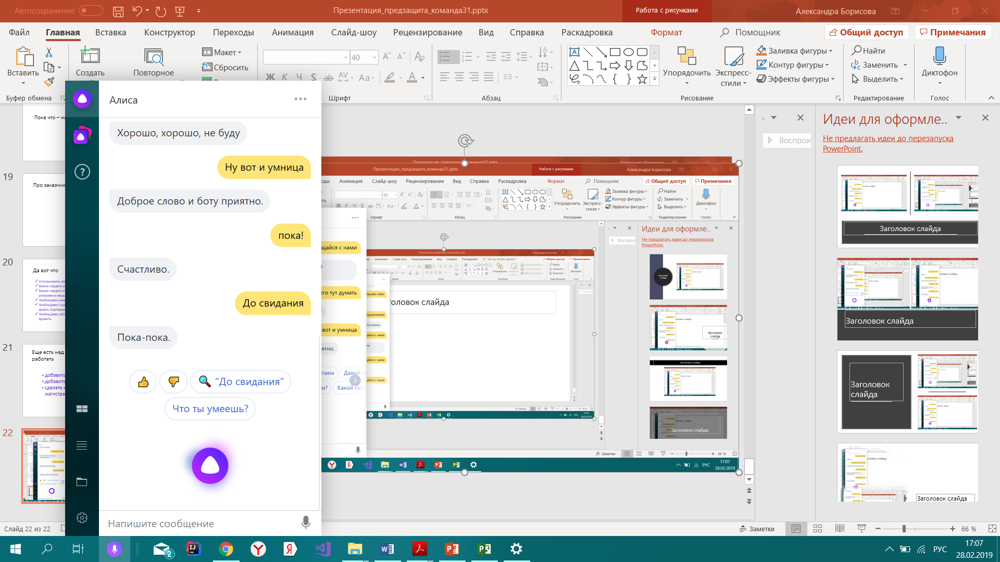 Автосохранение
Презентация_предзащита_команда31.pptx
Работа с рисунками
Александра Борисова
Файл
Главная
Вставка
Конструктор
Переходы
Анимация
Слайд-шоу
Рецензирование
Вид
Справка
Раскадровка
Формат
Помощник
Общий доступ
Примечания
Вставить
Буфер обмена
Создать
Повторное
Макет
Сбросить
40
Ж К Ч S ab AV Aa
Шрифт
Абзац
Упорядочить
Экспресс-
стили
Заливка фигуры
Контур фигуры
Эффекты фигуры
Рисование
Найти
Заменить
Выделить
Редактирование
Диктофон
Голос
Пока что – ни
19
Про заказчик
20
Да вот что
21
Еще есть над
работать
добавить
добавить
сделать н
магистра
22
Алиса
Хорошо, хорошо, не буду
Ну вот и умница
Доброе слово и боту приятно.
пока!
Счастливо.
До свидания
Пока-пока.
"До свидания"
Что ты умеешь?
Напишите сообщение
Презентация_предзащита_команда31.pptx
Работа с рисунками
Александра Борисова
Анимация
Слайд-шоу
Рецензирование
Вид
Справка
Раскадровка
Формат
Помощник
Общий доступ
Примечания
40
Упорядочить
Экспресс-
стили
Заливка фигуры
Контур фигуры
Эффекты фигуры
Найти
Заменить
Выделить
Диктофон
Шрифт
Абзац
Рисование
Редактирование
Голос
щайся с нами
его тут думать
вот и умница
ятно.
Идеи для оформле..
Не предлагать идеи до перезапуска
PowerPoint.
Воспрои
оловок слайда
Заголовок
слайда
Заголовок слайда
Заголовок слайда
Заметки
66 %
РУС
17:07
28.02.2019
Воспрои
Идеи для оформле..
Не предлагать идеи до перезапуска
PowerPoint.
Заголовок слайда
Заголовок слайда
Заголовок
слайда
Заголовок слайда
Слайд 22 из 22
Заметки
66 %
2
РУС
17:07
28.02.2019